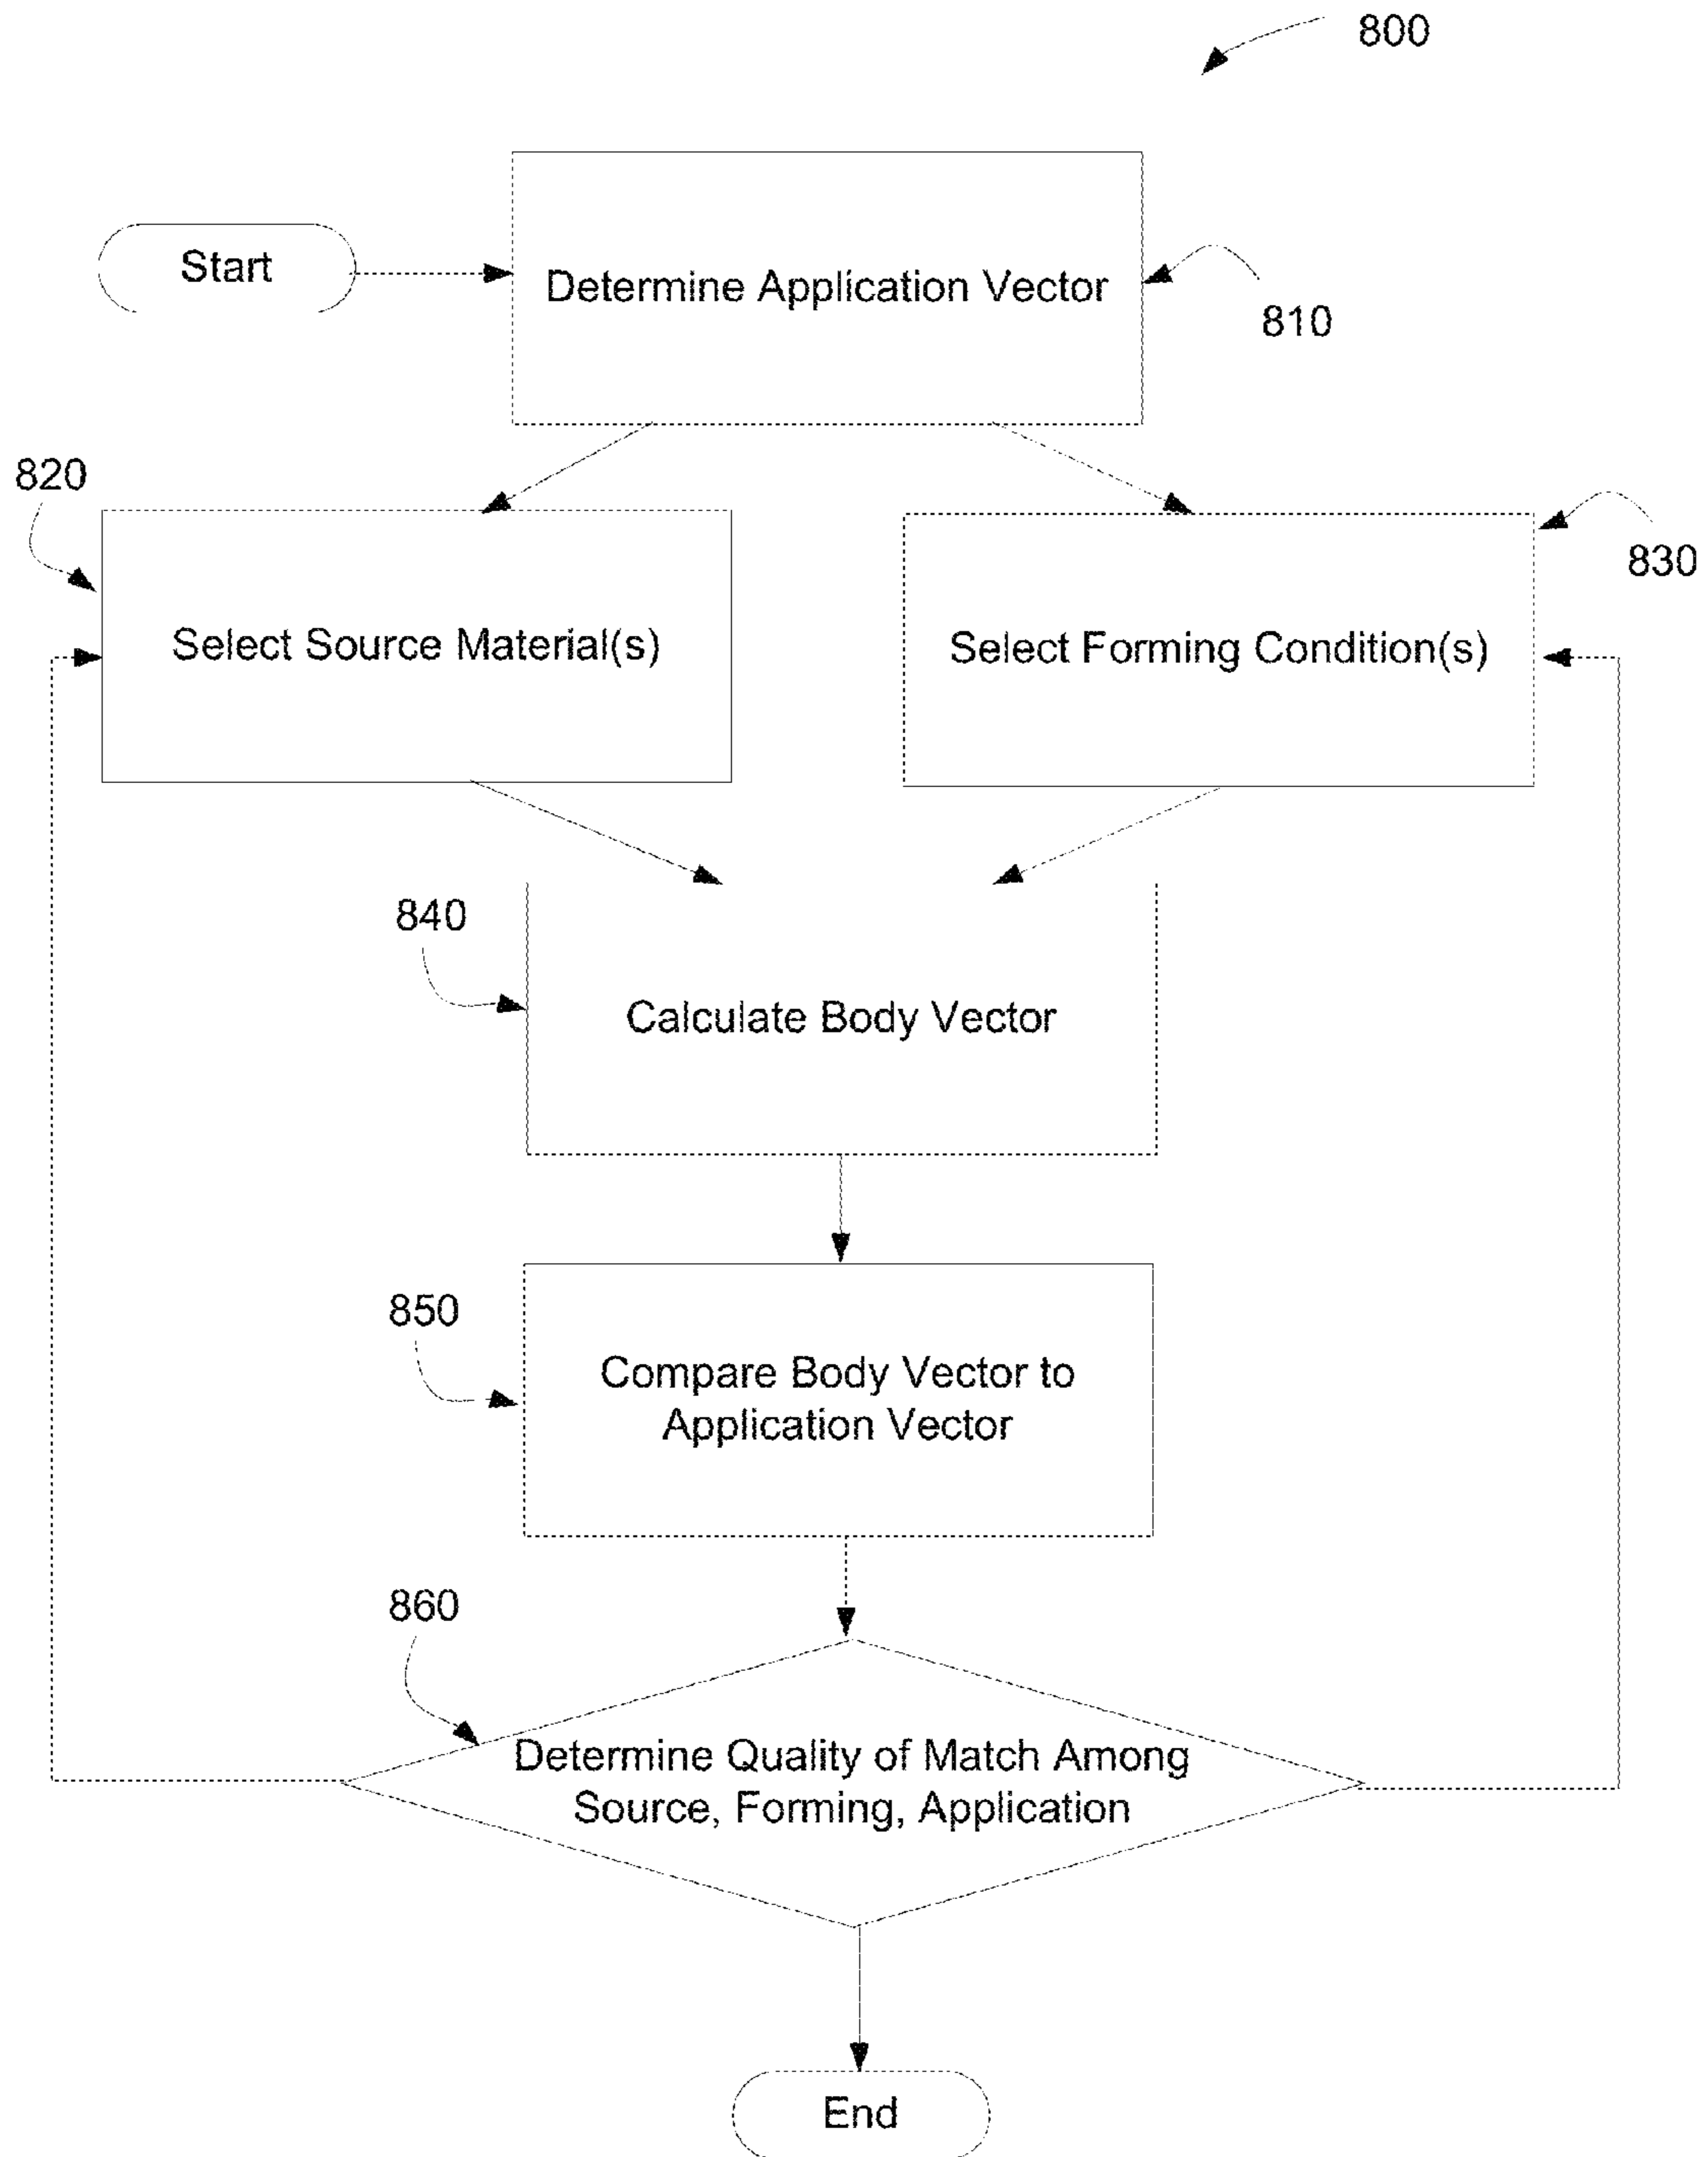 800
Start
Determine Application Vector
810
820
830
Select Source Material(s)
Select Forming Condition(s)
840
Calculate Body Vector
850
Compare Body Vector to
Application Vector
860
Determine Quality of Match Among
Source, Forming, Application
End